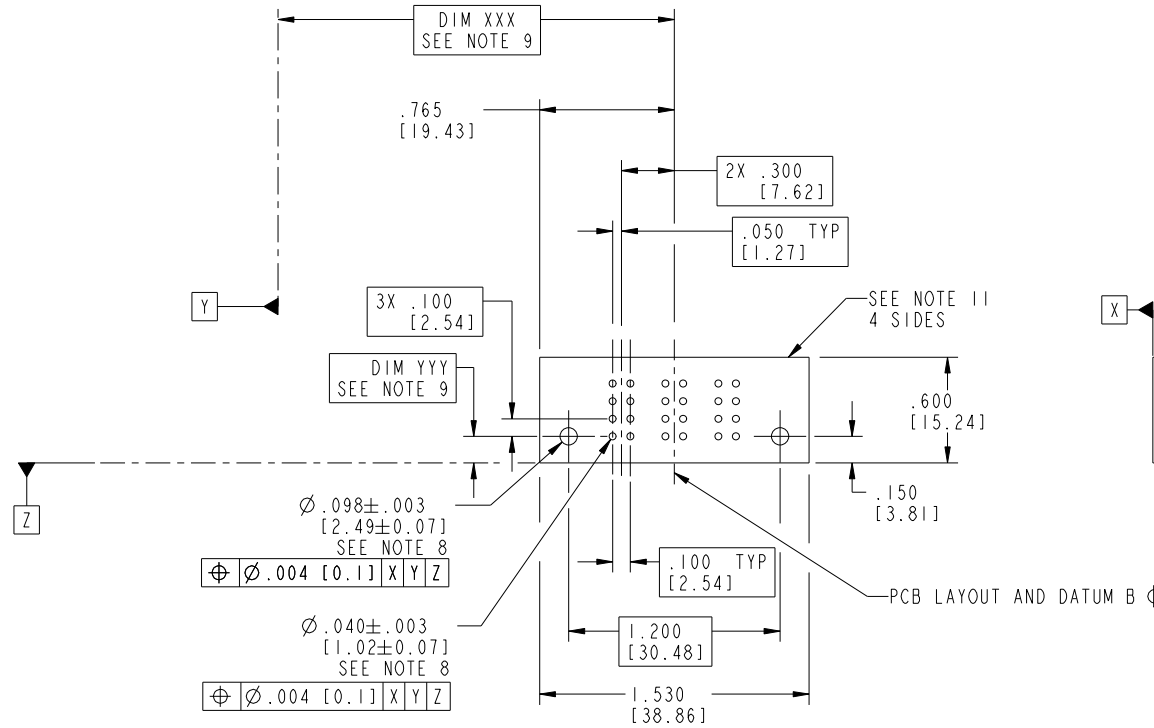 DIM XXX
SEE NOTE 9
.765
[19.43]
2X .300
[7.62]
.050 TYP
[1.27]
Y
3X .100
[2.54]
SEE NOTE 11
4 SIDES
X
DIM YYY
SEE NOTE 9
.600
[15.24]
Z
.150
[3.81]
Ø.098±.003
[2.49±0.07]
SEE NOTE 8
⌖ Ø.004 [0.1] X Y Z
.100 TYP
[2.54]
PCB LAYOUT AND DATUM B
Ø.040±.003
[1.02±0.07]
SEE NOTE 8
⌖ Ø.004 [0.1] X Y Z
1.200
[30.48]
1.530
[38.86]